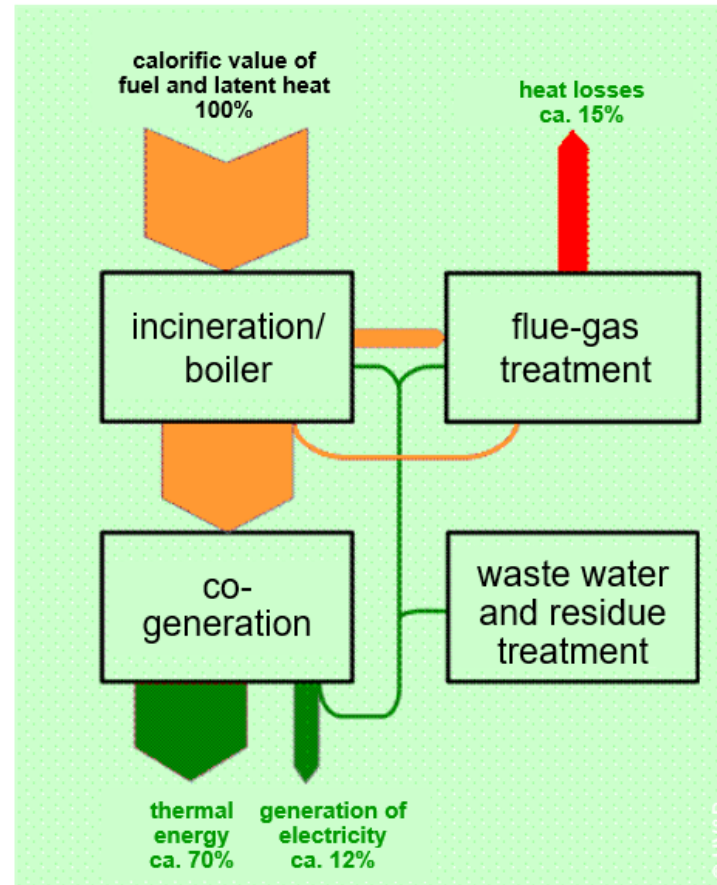 calorific value of
fuel and latent heat
100%
heat losses
ca. 15%
incineration/
boiler
flue-gas
treatment
co-
generation
waste water
and residue
treatment
thermal
energy
ca. 70%
generation of
electricity
ca. 12%